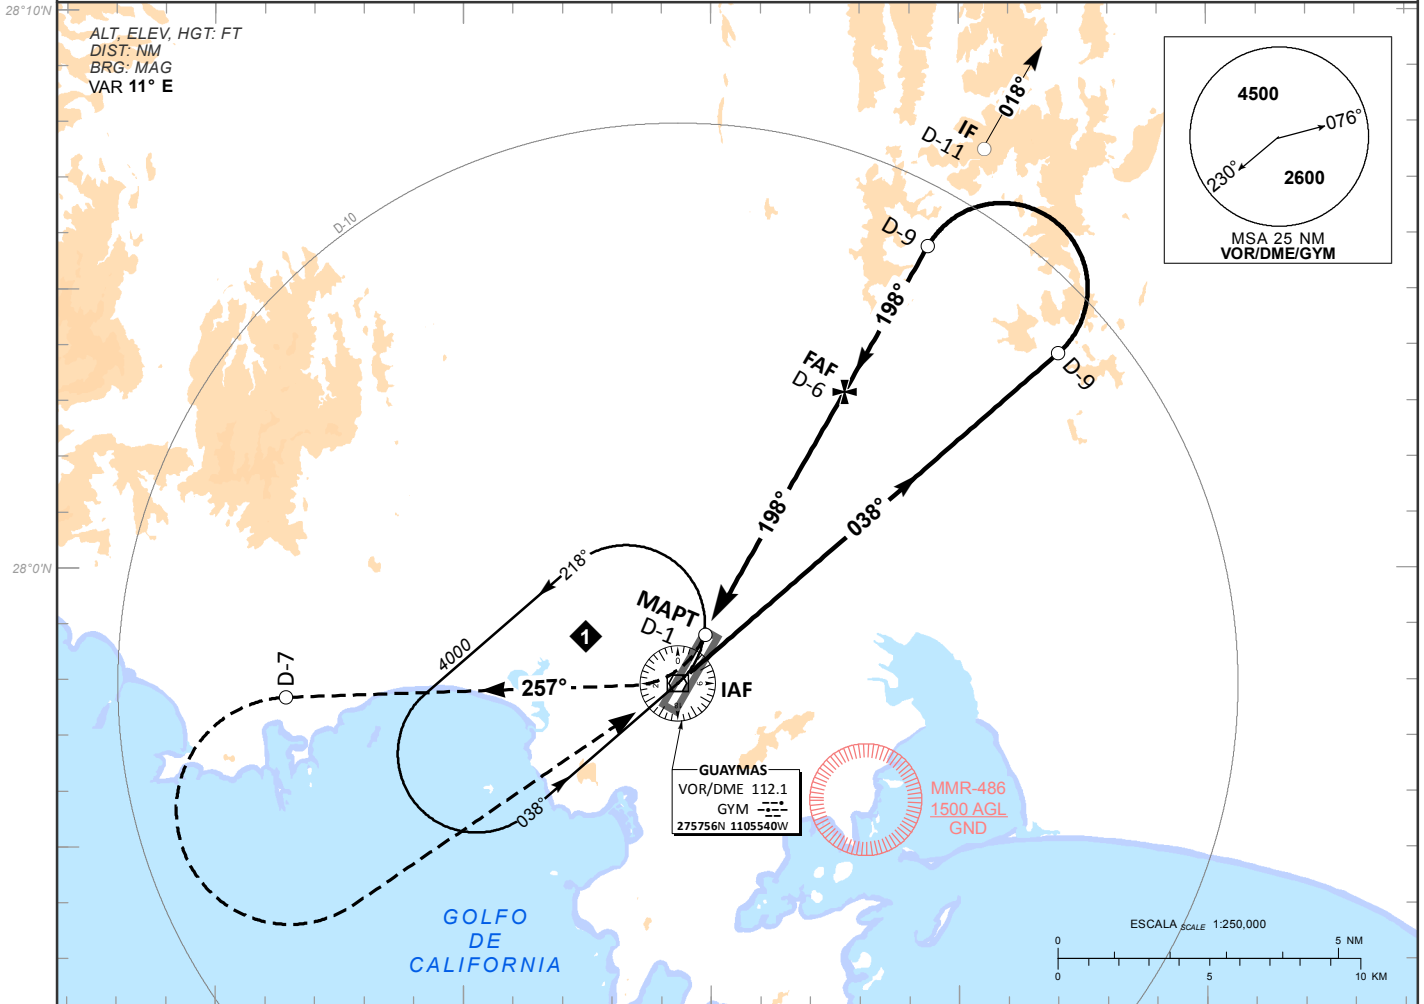 28°10'N
ALT, ELEV, HGT: FT
DIST: NM
BRG: MAG
VAR 11° E
018°
IF
D-11
4500
076°
230°
2600
MSA 25 NM
VOR/DME/GYM
D-10
D-9
198°
FAF
D-6
D-9
198°
038°
28°0'N
218°
MAPT
D-1
1
4000
D-7
257°
0
9
18
IAF
038°
GUAYMAS
VOR/DME 112.1
GYM
275756N 1105540W
MMR-486
1500 AGL
GND
GOLFO
DE
CALIFORNIA
ESCALA SCALE 1:250,000
0 5 NM
0 5 10 KM